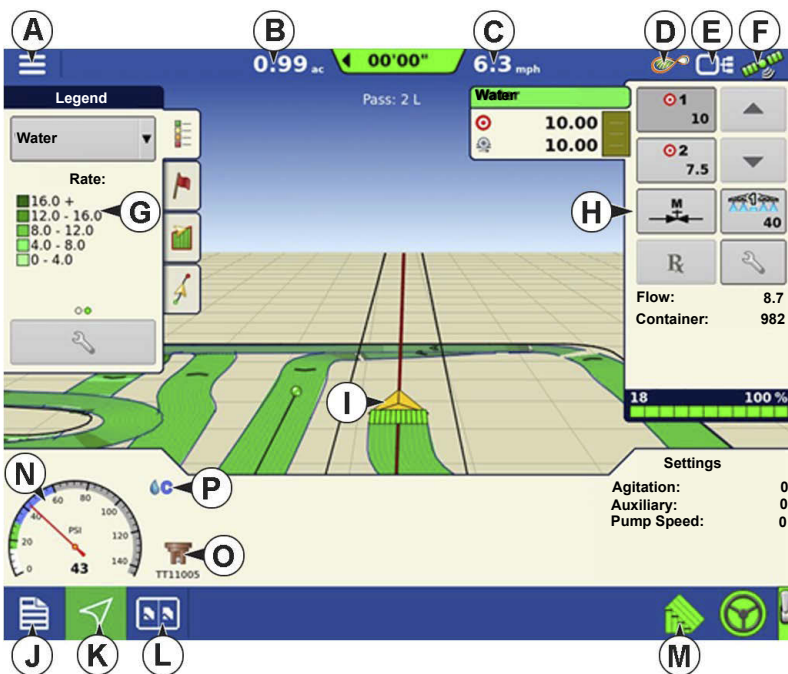 A
B
C
D
E
F
0.99 ac
00'00"
6.3 mph
Legend
Pass: 2 L
Water
Water
10.00
10.00
1
10
2
7.5
Rate:
16.0 +
12.0 - 16.0
8.0 - 12.0
4.0 - 8.0
0 - 4.0
G
H
M
1
40
Rx
Flow: 8.7
Container: 982
18 100 %
I
Settings
Agitation: 0
Auxiliary: 0
Pump Speed: 0
N
P
C
0
20
40
60
80
100
120
140
PSI
43
O
TT11005
J
K
L
M